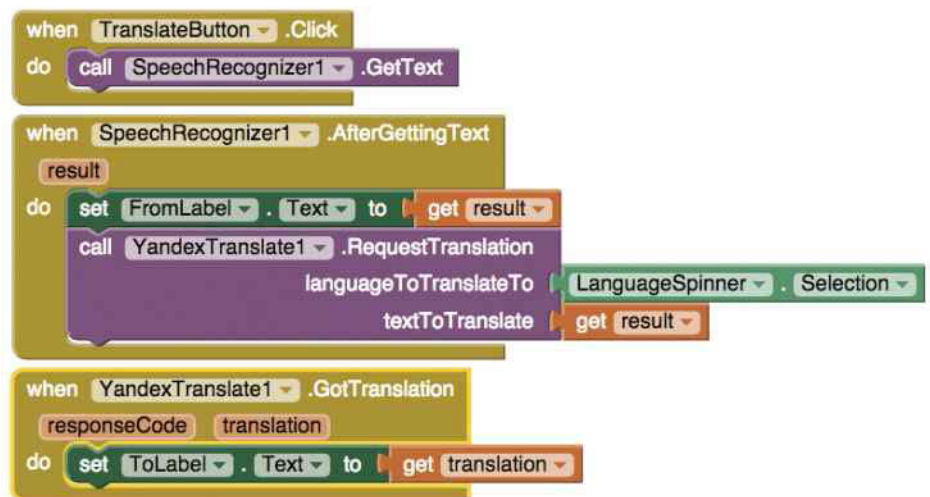 when TranslateButton .Click
do call SpeechRecognizer1 .GetText
when SpeechRecognizer1 .AfterGettingText
result
do set FromLabel . Text to get result
call YandexTranslate1 .RequestTranslation
languageToTranslateTo LanguageSpinner . Selection
textToTranslate get result
when YandexTranslate1 .GotTranslation
responseCode translation
do set ToLabel . Text to get translation